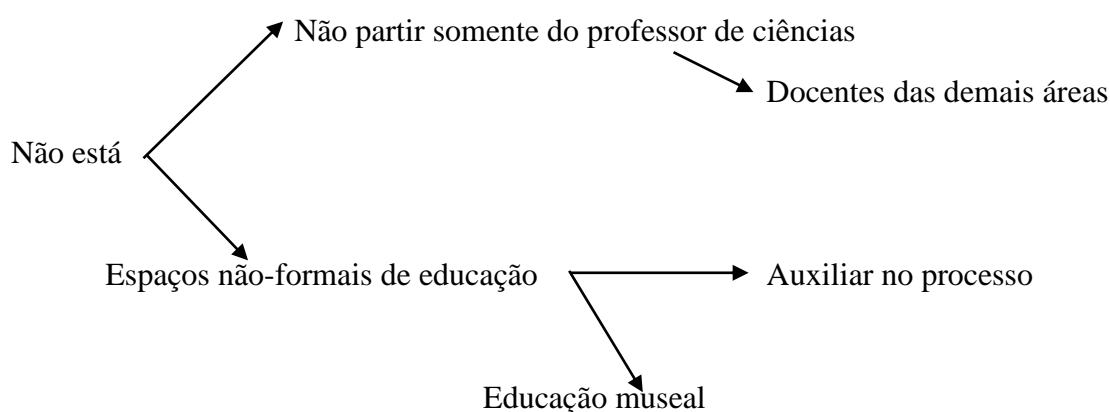 Não partir somente do professor de ciências
Docentes das demais áreas
Não está
Espaços não-formais de educação
Auxiliar no processo
Educação museal